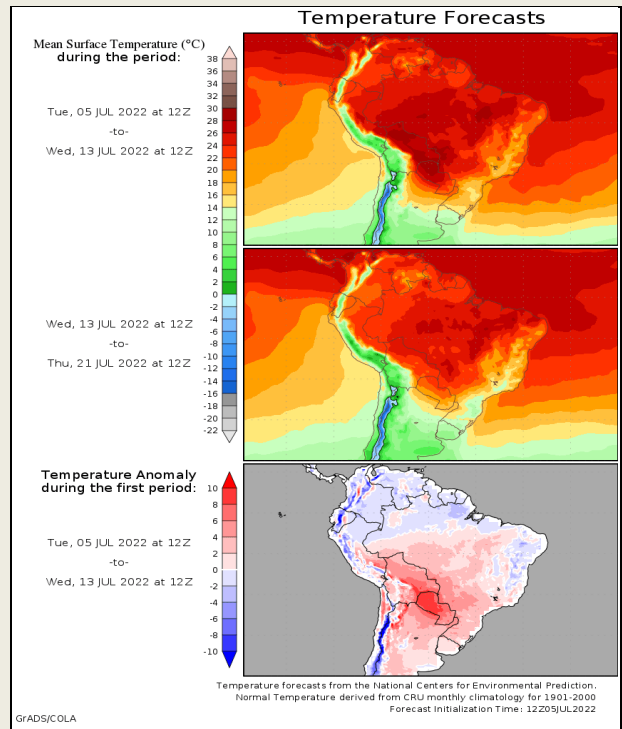 Temperature Forecasts
Mean Surface Temperature (°C)
during the period:
38
36
34
32
30
28
26
24
22
20
18
16
14
12
10
8
6
4
2
0
-2
-4
-6
-8
-10
-12
-14
-16
-18
-20
-22
Tue, 05 JUL 2022 at 12Z
-to-
Wed, 13 JUL 2022 at 12Z
Wed, 13 JUL 2022 at 12Z
-to-
Thu, 21 JUL 2022 at 12Z
Temperature Anomaly
during the first period:
10
8
6
4
2
0
-2
-4
-6
-8
-10
Tue, 05 JUL 2022 at 12Z
-to-
Wed, 13 JUL 2022 at 12Z
Temperature forecasts from the National Centers for Environmental Prediction.
Normal Temperature derived from CRU monthly climatology for 1901-2000
Forecast Initialization Time: 12Z05JUL2022
GrADS/COLA